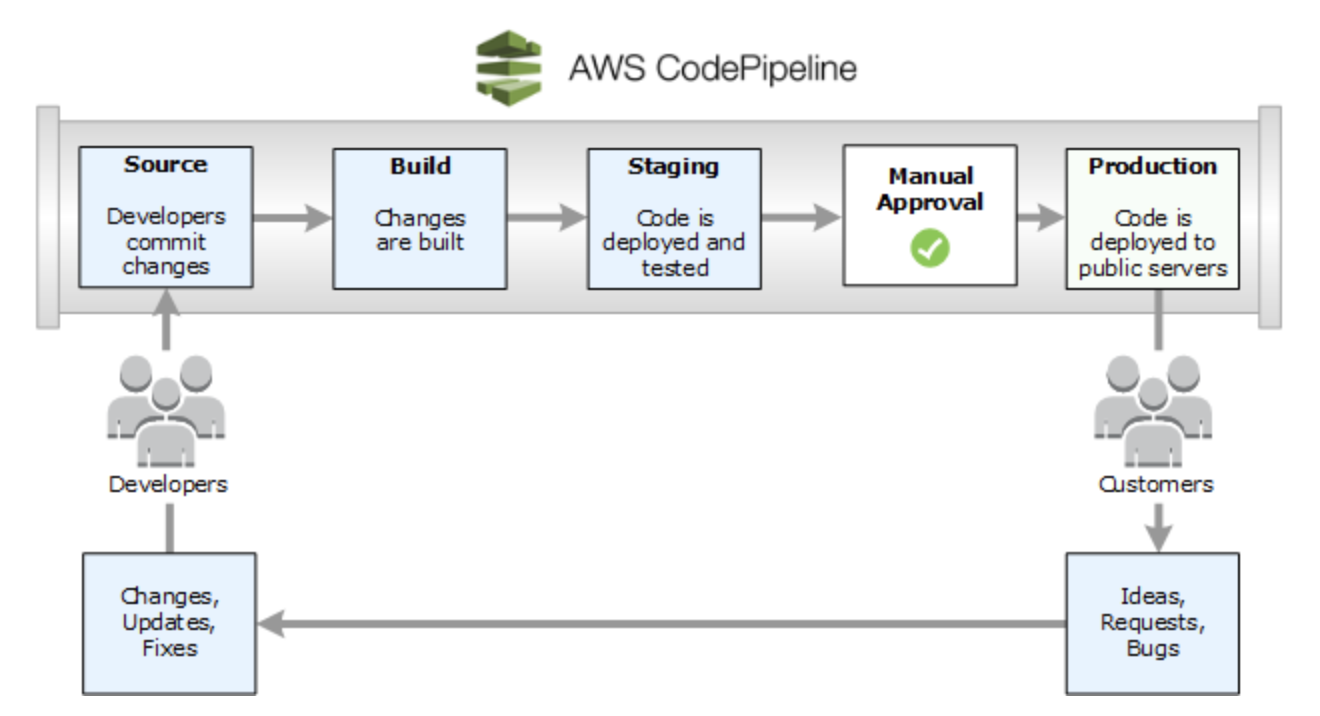 AWS CodePipeline
Source
Developers
commit
changes
Build
Changes
are built
Staging
Code is
deployed and
tested
Manual
Approval
Production
Code is
deployed to
public servers
Developers
Customers
Changes,
Updates,
Fixes
Ideas,
Requests,
Bugs